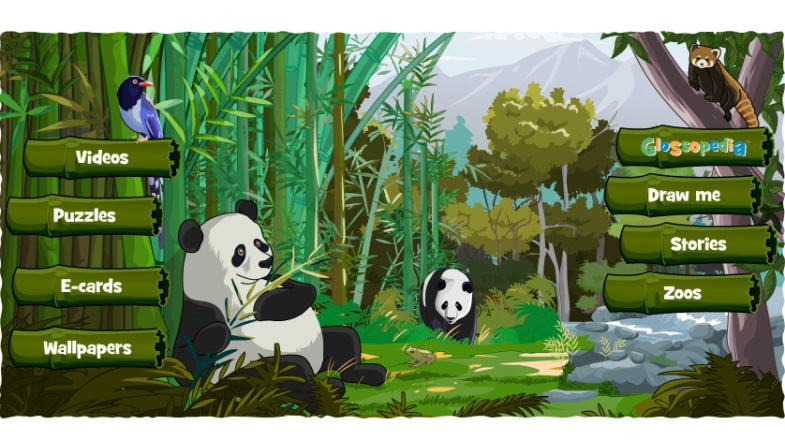 Videos
Puzzles
E-cards
Wallpapers
Glossopedia
Draw me
Stories
Zoos